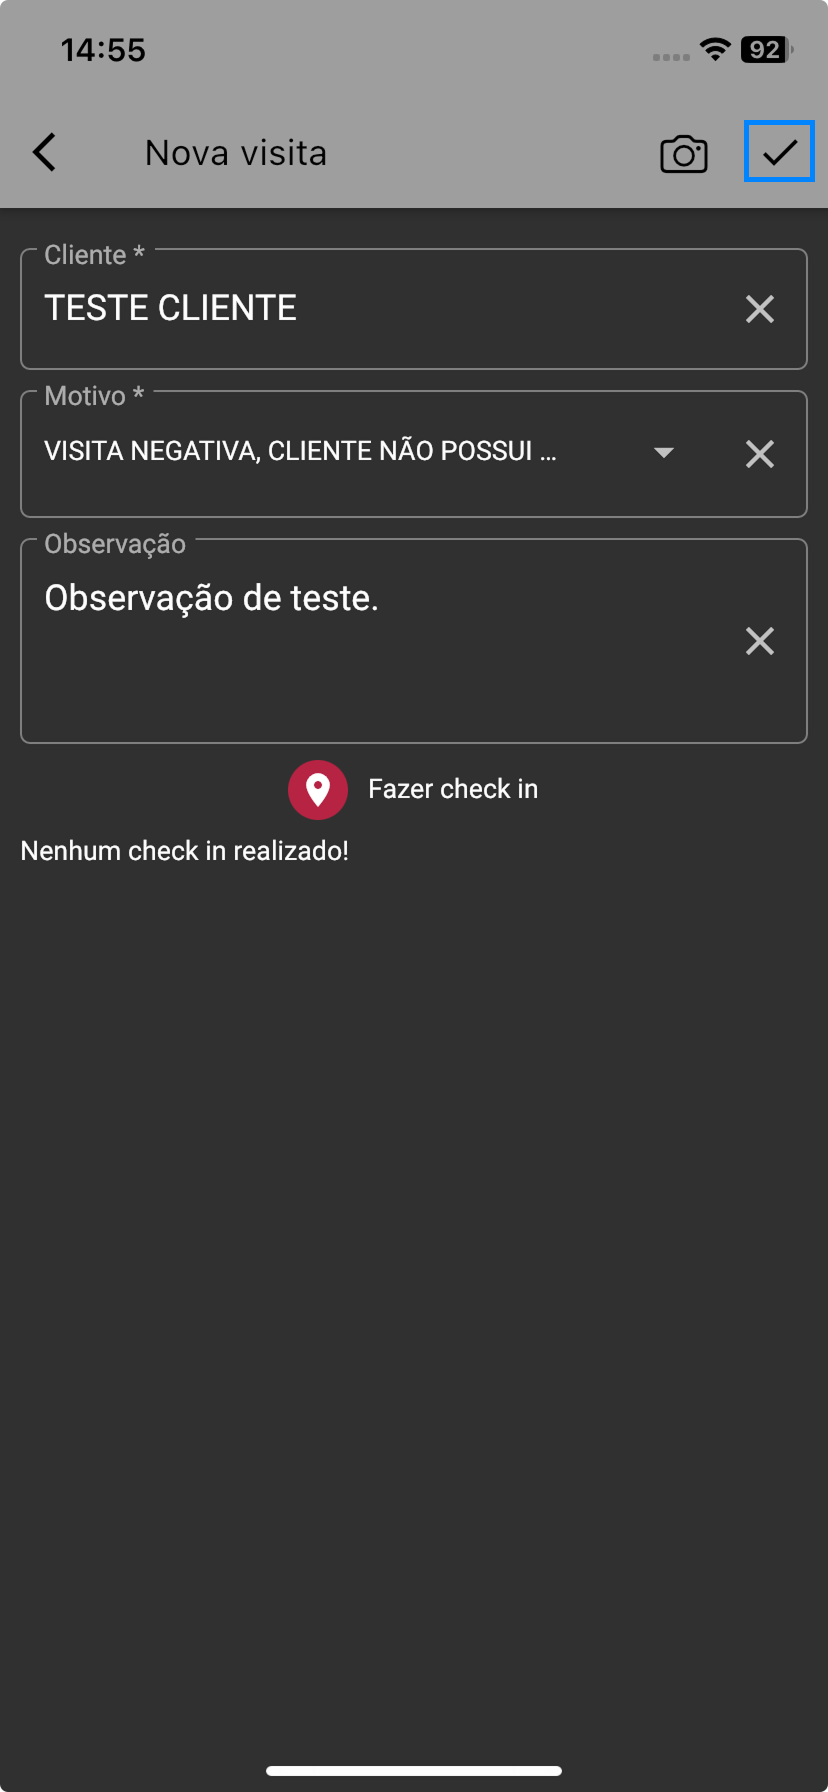 14:55
92
Nova visita
Cliente *
TESTE CLIENTE
Motivo *
VISITA NEGATIVA, CLIENTE NÃO POSSUI ...
Observação
Observação de teste.
Fazer check in
Nenhum check in realizado!